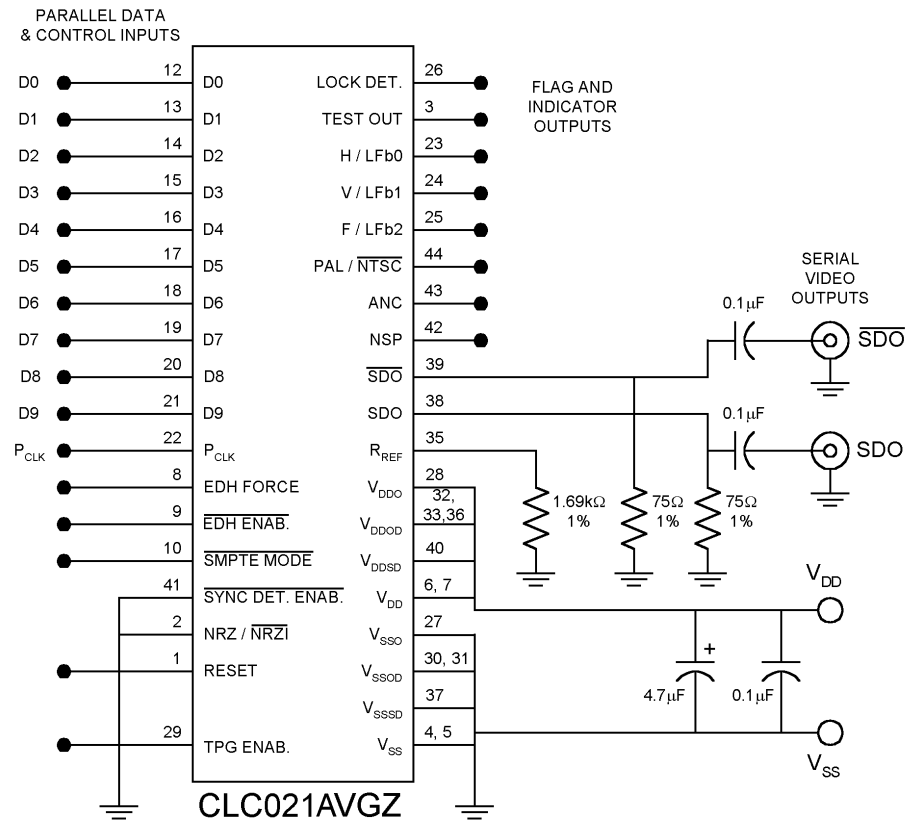 PARALLEL DATA
& CONTROL INPUTS
D0 12 D0
D1 13 D1
D2 14 D2
D3 15 D3
D4 16 D4
D5 17 D5
D6 18 D6
D7 19 D7
D8 20 D8
D9 21 D9
PCLK 22 PCLK
8 EDH FORCE
9 EDH ENAB.
10 SMPTE MODE
41 SYNC DET. ENAB.
2 NRZ / NRZI
1 RESET
29 TPG ENAB.
LOCK DET. 26
TEST OUT 3
H / LFb0 23
V / LFb1 24
F / LFb2 25
PAL / NTSC 44
ANC 43
NSP 42
SDO 39
SDO 38
RREF 35
VDDO 28
VDDOD 32,
33,36
VDDSD 40
VDD 6, 7
VSSO 27
VSSOD 30, 31
VSSSD 37
VSS 4, 5
FLAG AND
INDICATOR
OUTPUTS
SERIAL
VIDEO
OUTPUTS
0.1µF
SDO
0.1µF
SDO
1.69kΩ
1%
75Ω
1%
75Ω
1%
VDD
+
4.7µF
0.1µF
VSS
CLC021AVGZ